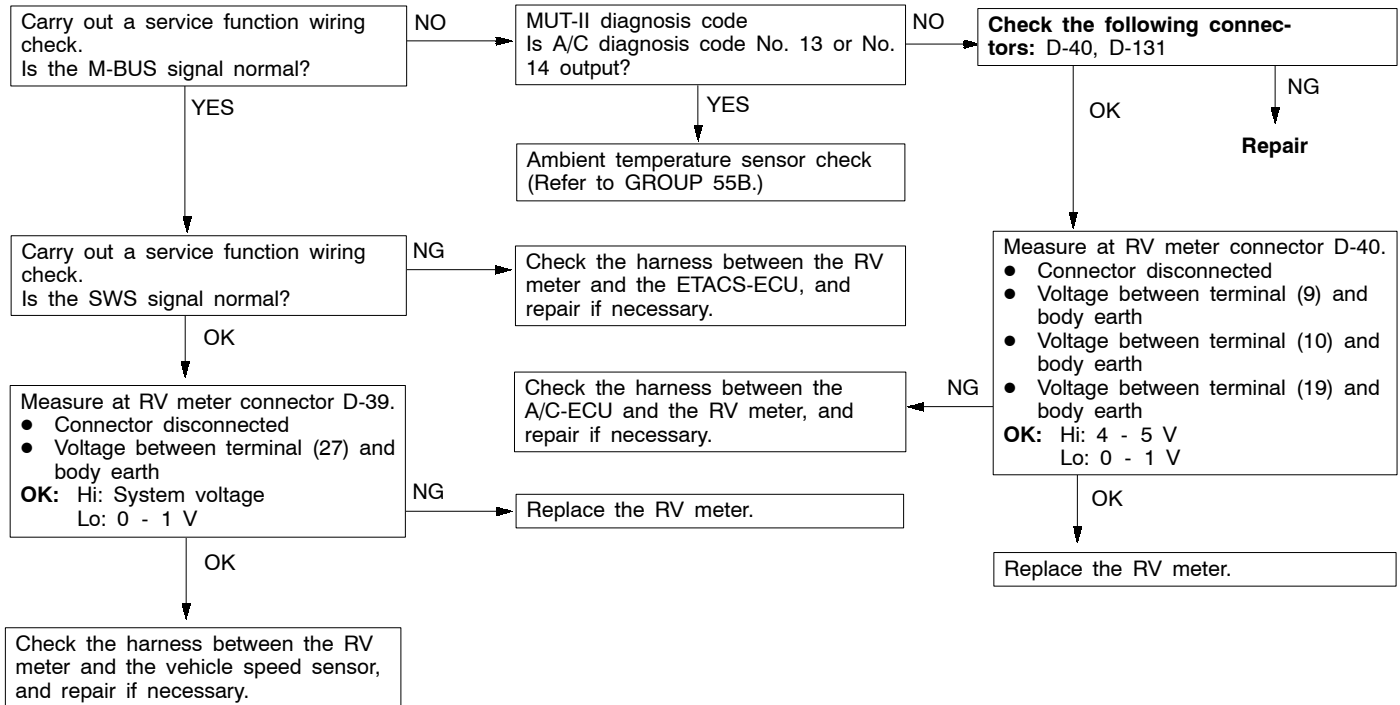 Carry out a service function wiring
check.
Is the M-BUS signal normal?
NO
MUT-II diagnosis code
Is A/C diagnosis code No. 13 or No.
14 output?
NO
Check the following connec-
tors: D-40, D-131
YES
YES
OK
NG
Repair
Ambient temperature sensor check
(Refer to GROUP 55B.)
Carry out a service function wiring
check.
Is the SWS signal normal?
NG
Check the harness between the RV
meter and the ETACS-ECU, and
repair if necessary.
Measure at RV meter connector D-40.
● Connector disconnected
● Voltage between terminal (9) and
body earth
● Voltage between terminal (10) and
body earth
● Voltage between terminal (19) and
body earth
OK: Hi: 4 - 5 V
Lo: 0 - 1 V
OK
NG
Check the harness between the
A/C-ECU and the RV meter, and
repair if necessary.
Measure at RV meter connector D-39.
● Connector disconnected
● Voltage between terminal (27) and
body earth
OK: Hi: System voltage
Lo: 0 - 1 V
NG
Replace the RV meter.
OK
Replace the RV meter.
OK
Check the harness between the RV
meter and the vehicle speed sensor,
and repair if necessary.